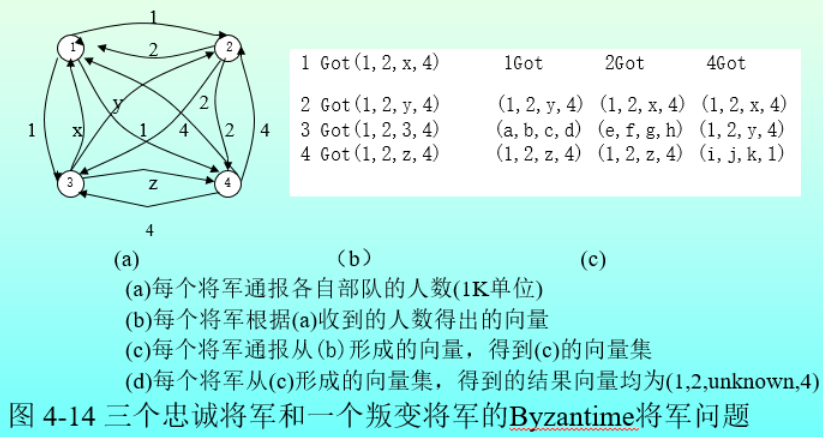 1
1
2
2
1
x
y
1
4
2
2
4
3
z
4
4
1 Got(1,2,x,4) 1Got 2Got 4Got
2 Got(1,2,y,4) (1,2,y,4) (1,2,x,4) (1,2,x,4)
3 Got(1,2,3,4) (a,b,c,d) (e,f,g,h) (1,2,y,4)
4 Got(1,2,z,4) (1,2,z,4) (1,2,z,4) (i,j,k,l)
(a) (b) (c)
(a)每个将军通报各自部队的人数(1K单位)
(b)每个将军根据(a)收到的人数得出的向量
(c)每个将军通报从(b)形成的向量，得到(c)的向量集
(d)每个将军从(c)形成的向量集，得到的结果向量均为(1,2,unknown,4)
图 4-14 三个忠诚将军和一个叛变将军的Byzantime将军问题